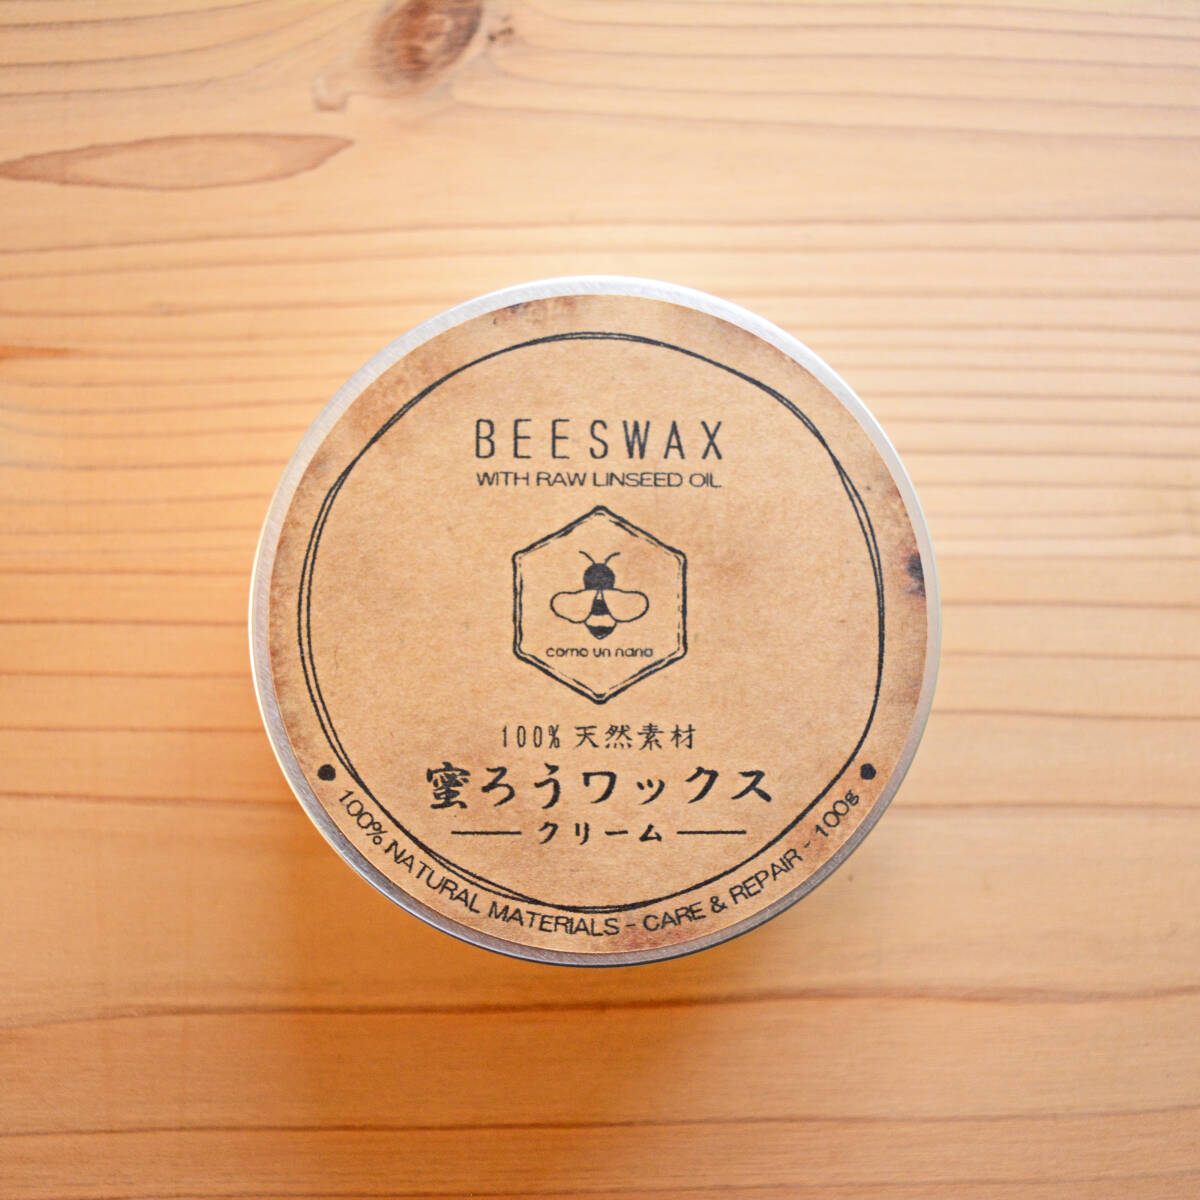 BEESWAX
WITH RAW LINSEED OIL
como un nano
100% 天然素材
蜜ろうワックス
クリーム
100% NATURAL MATERIALS - CARE & REPAIR - 100g